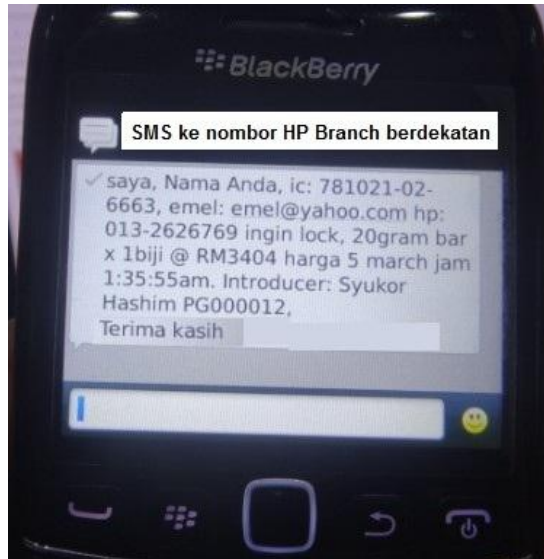 BlackBerry
SMS ke nombor HP Branch berdekatan
saya, Nama Anda, ic: 781021-02-
6663, emel: emel@yahoo.com hp:
013-2626769 ingin lock, 20gram bar
x 1biji @ RM3404 harga 5 march jam
1:35:55am. Introducer: Syukor
Hashim PG000012,
Terima kasih